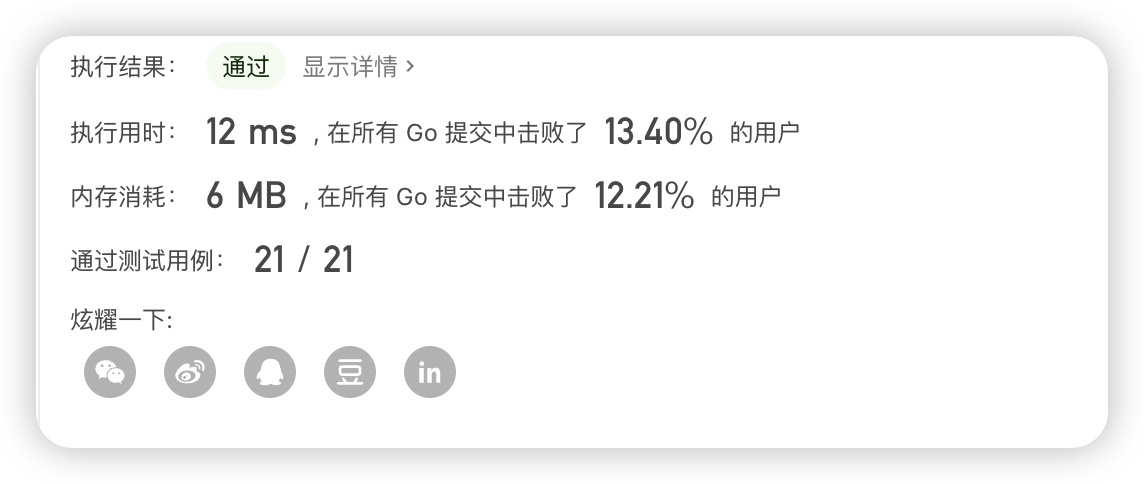 执行结果： 通过 显示详情 >
执行用时： 12 ms , 在所有 Go 提交中击败了 13.40% 的用户
内存消耗： 6 MB , 在所有 Go 提交中击败了 12.21% 的用户
通过测试用例： 21 / 21
炫耀一下:
in